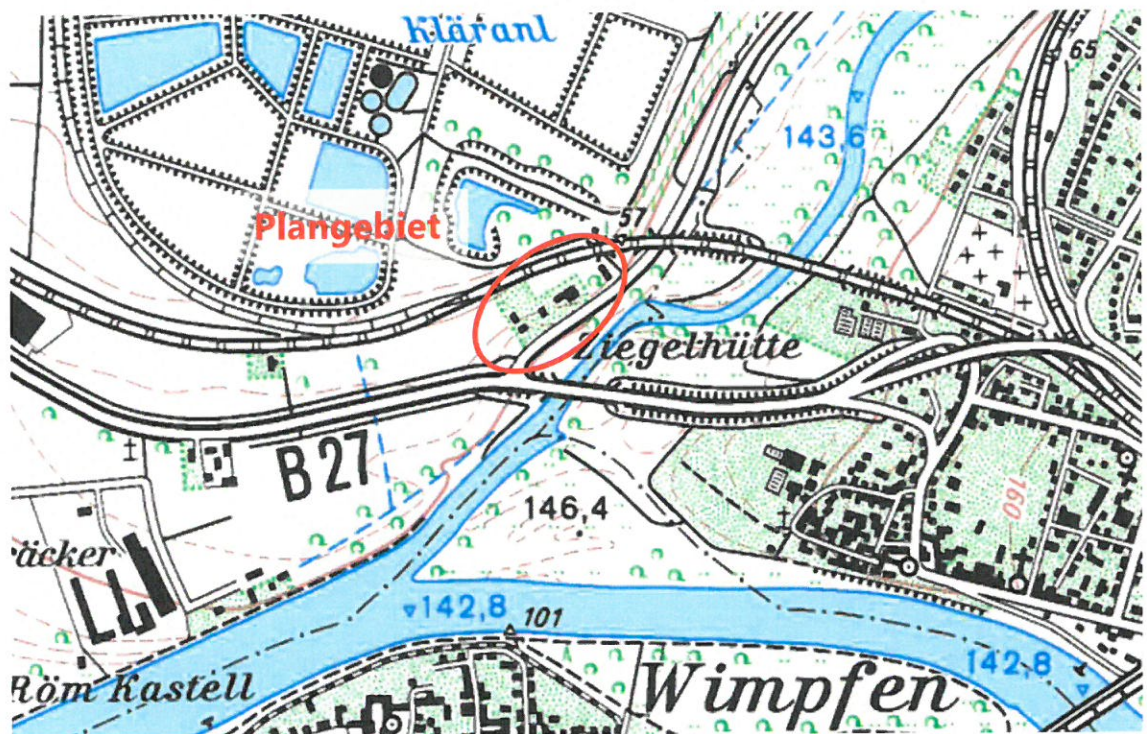 Kläranl
65
143,6
57
Plangebiet
Ziegelhütte
B 27
160
146,4
räcker
142,8
101
142,8
Röm Kastell
Wimpfen